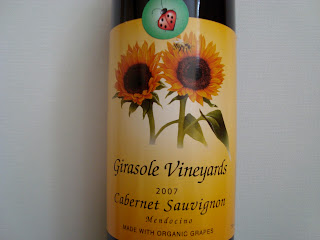 Girasole Vineyards
2007
Cabernet Sauvignon
Mendocino
MADE WITH ORGANIC GRAPES